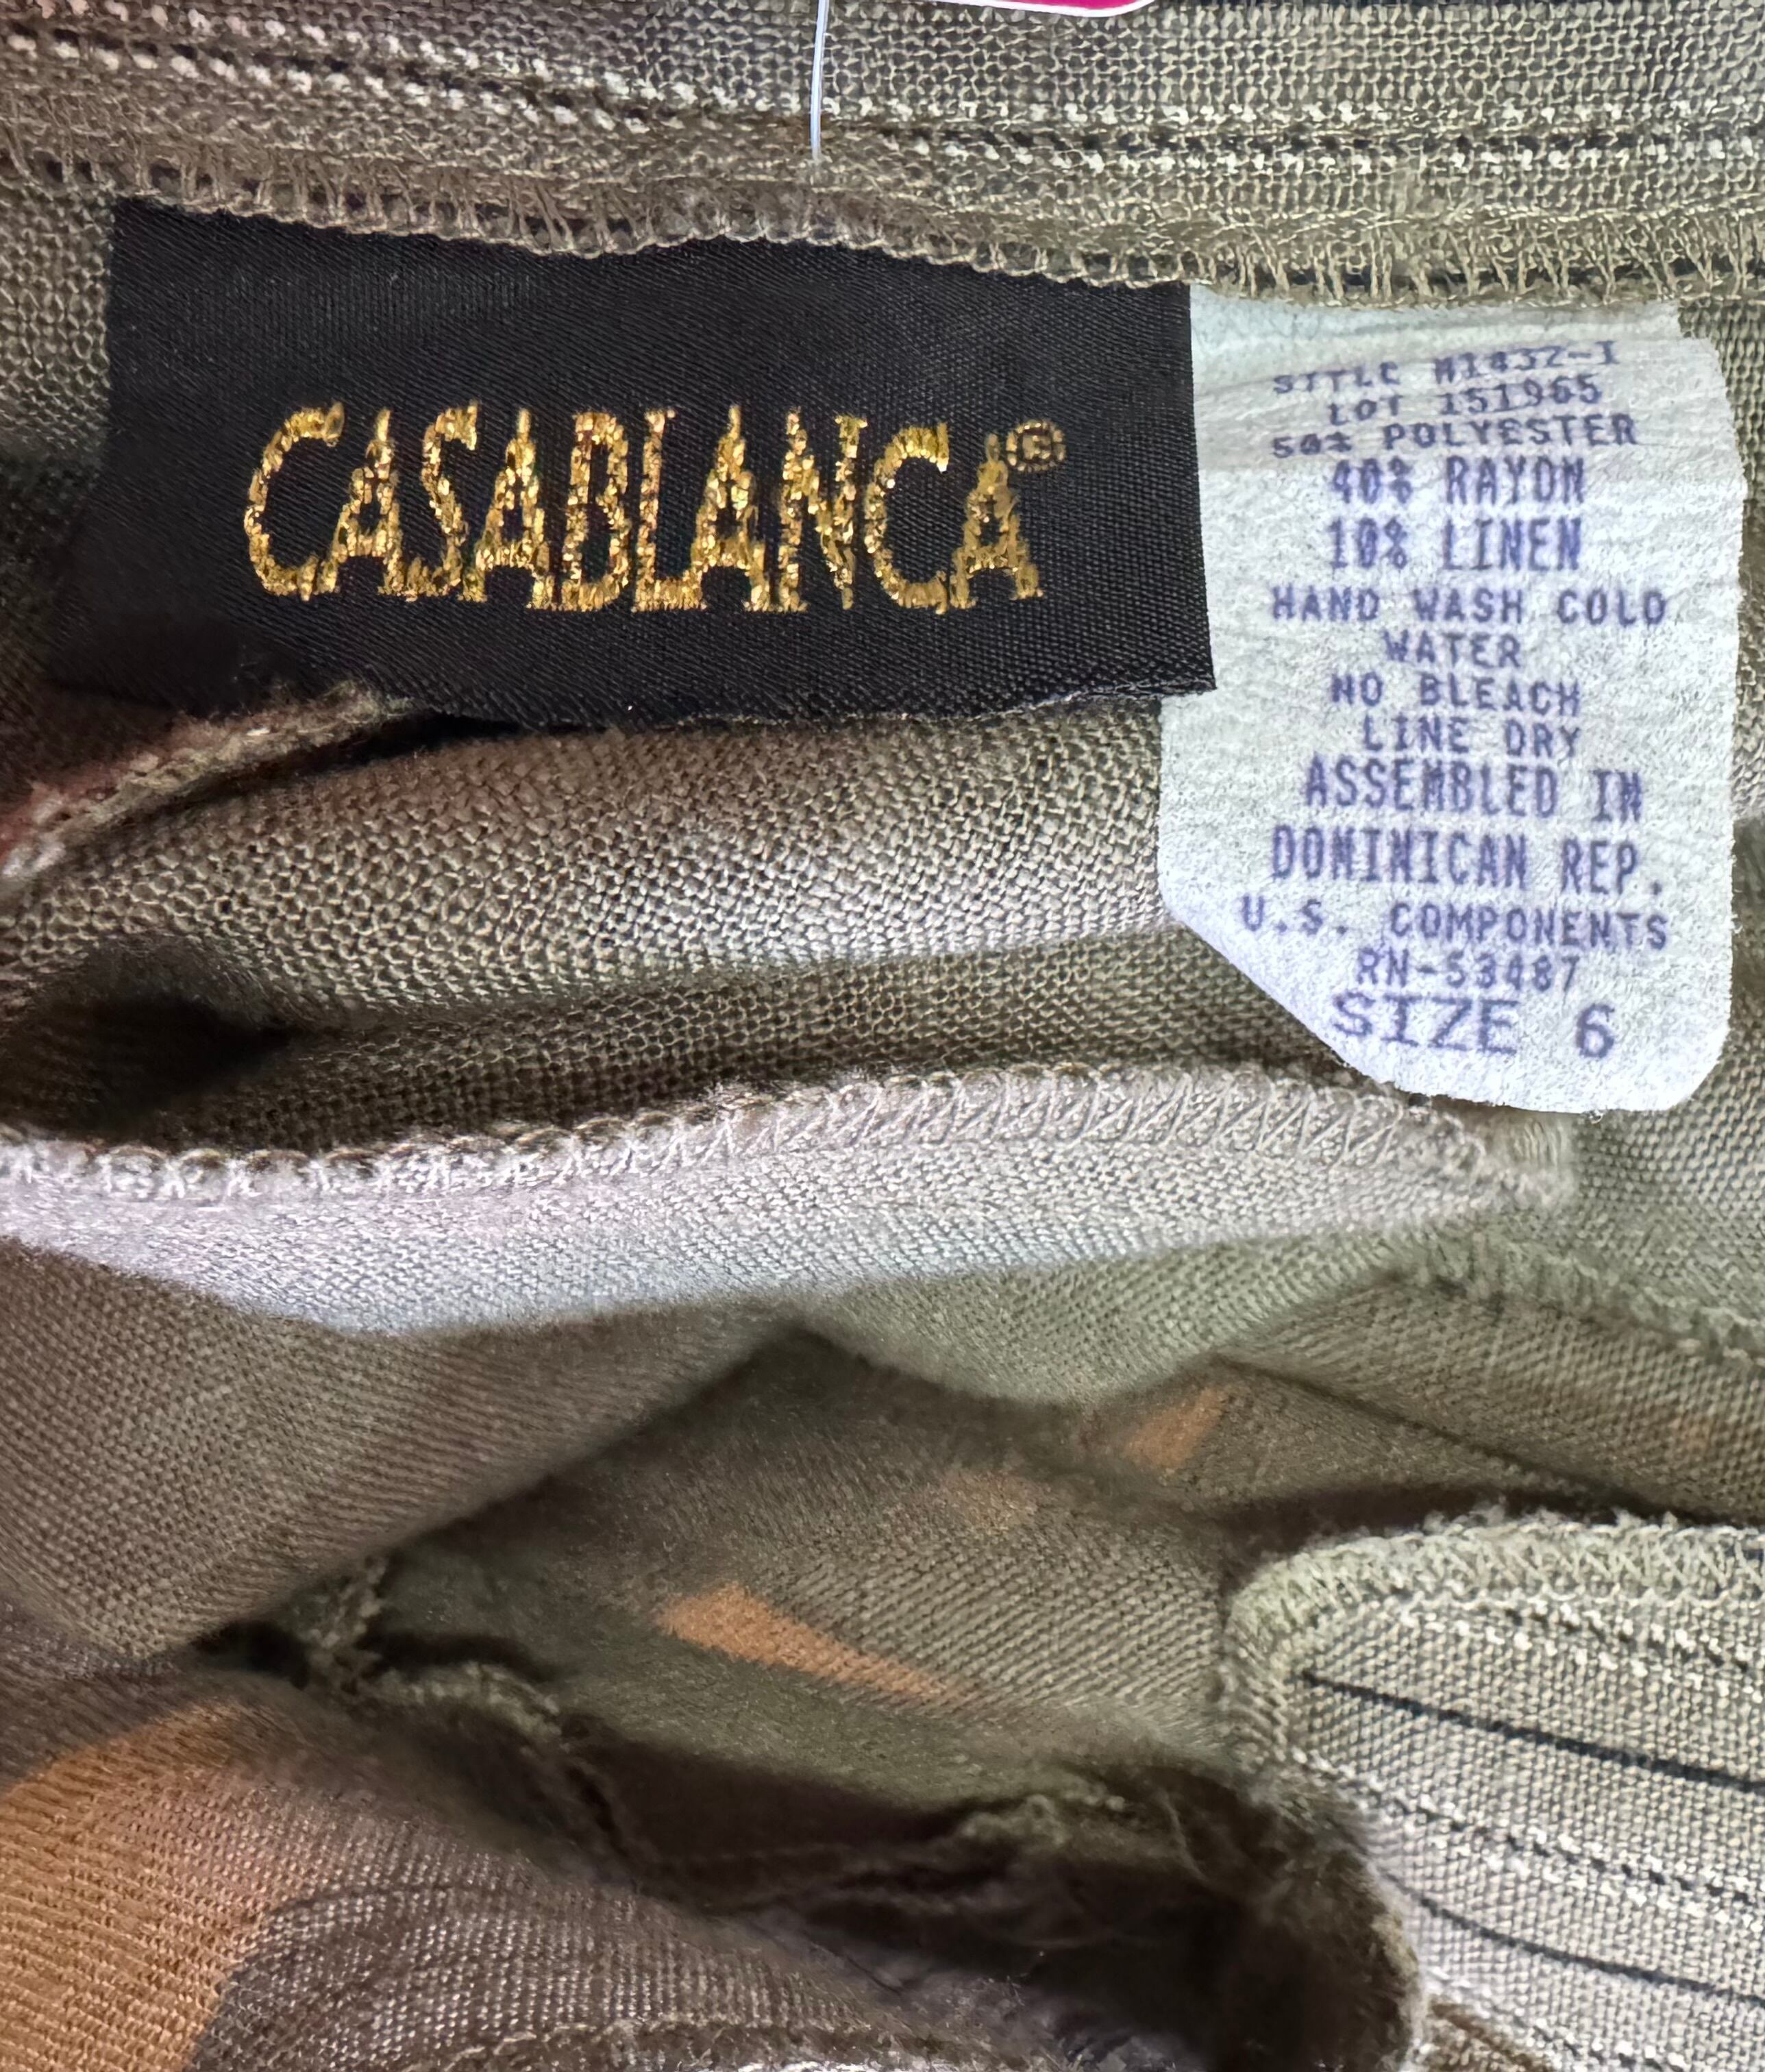 CASABLANCA®
STYLE M1432-I
LOT 151965
50% POLYESTER
40% RAYON
10% LINEN
HAND WASH COLD
WATER
NO BLEACH
LINE DRY
ASSEMBLED IN
DOMINICAN REP.
U.S. COMPONENTS
RN-53487
SIZE 6